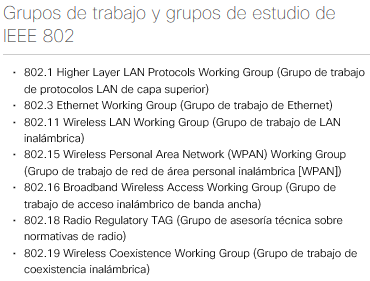 Grupos de trabajo y grupos de estudio de
IEEE 802
• 802.1 Higher Layer LAN Protocols Working Group (Grupo de trabajo
de protocolos LAN de capa superior)
• 802.3 Ethernet Working Group (Grupo de trabajo de Ethernet)
• 802.11 Wireless LAN Working Group (Grupo de trabajo de LAN
inalámbrica)
• 802.15 Wireless Personal Area Network (WPAN) Working Group
(Grupo de trabajo de red de área personal inalámbrica [WPAN])
• 802.16 Broadband Wireless Access Working Group (Grupo de
trabajo de acceso inalámbrico de banda ancha)
• 802.18 Radio Regulatory TAG (Grupo de asesoría técnica sobre
normativas de radio)
• 802.19 Wireless Coexistence Working Group (Grupo de trabajo de
coexistencia inalámbrica)